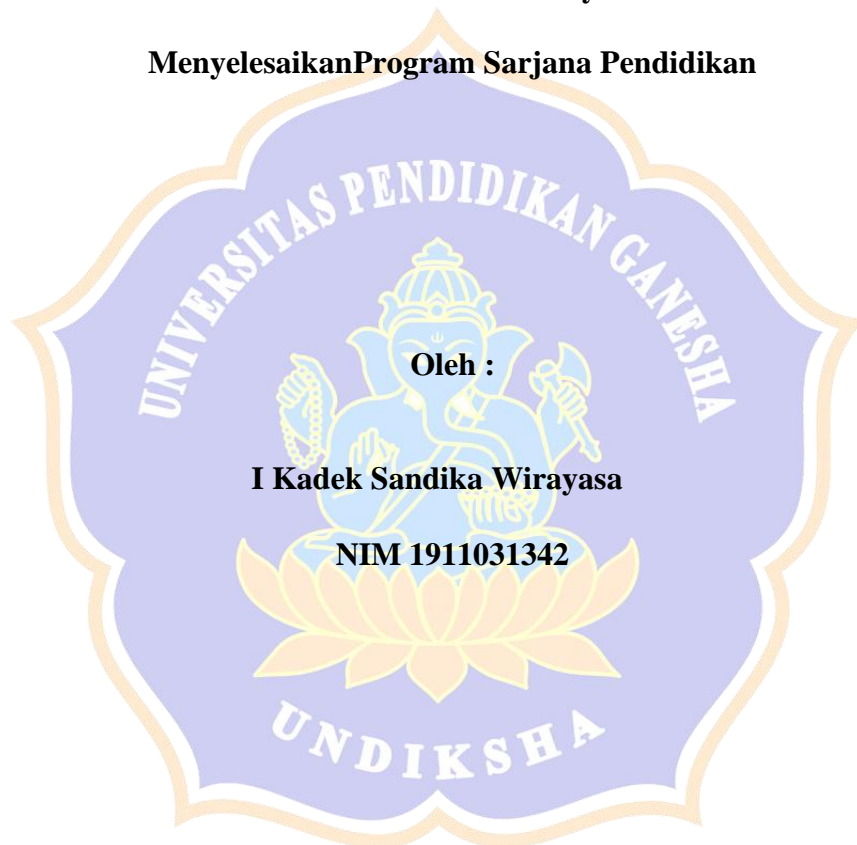 MenyelesaikanProgram Sarjana Pendidikan
UNIVERSITAS PENDIDIKAN GANESHA
Oleh :
I Kadek Sandika Wirayasa
NIM 1911031342
UNDIKSHA